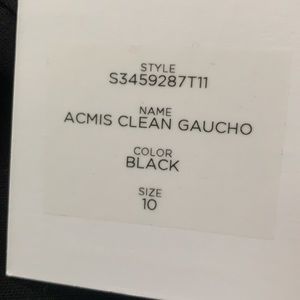 STYLE
S3459287T11
NAME
ACMIS CLEAN GAUCHO
COLOR
BLACK
SIZE
10